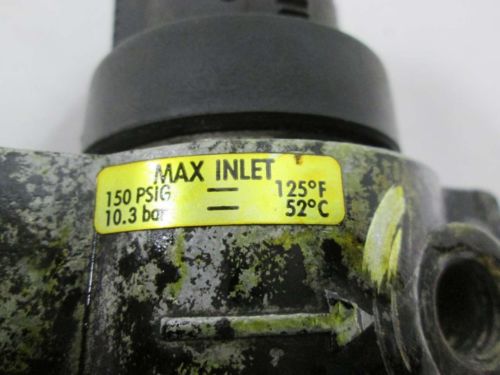 MAX INLET
150 PSIG — 125°F
10.3 bar — 52°C